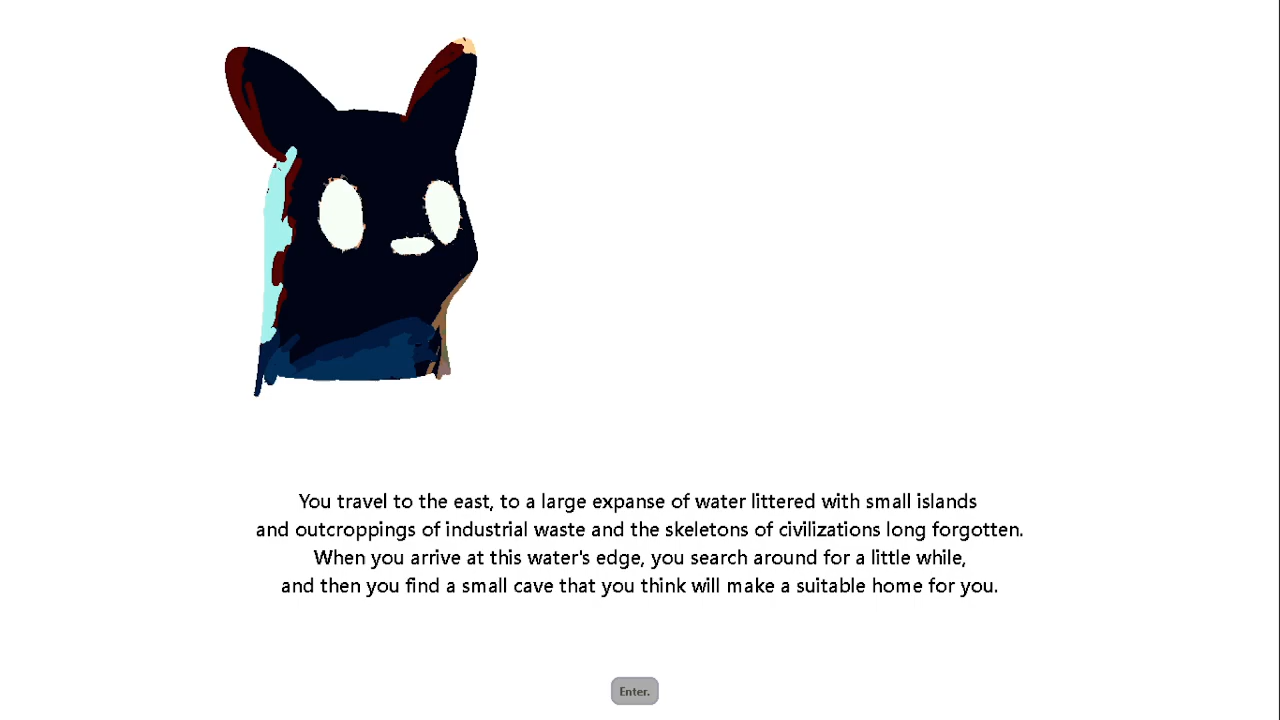 You travel to the east, to a large expanse of water littered with small islands
and outcroppings of industrial waste and the skeletons of civilizations long forgotten.
When you arrive at this water's edge, you search around for a little while,
and then you find a small cave that you think will make a suitable home for you.
Enter.